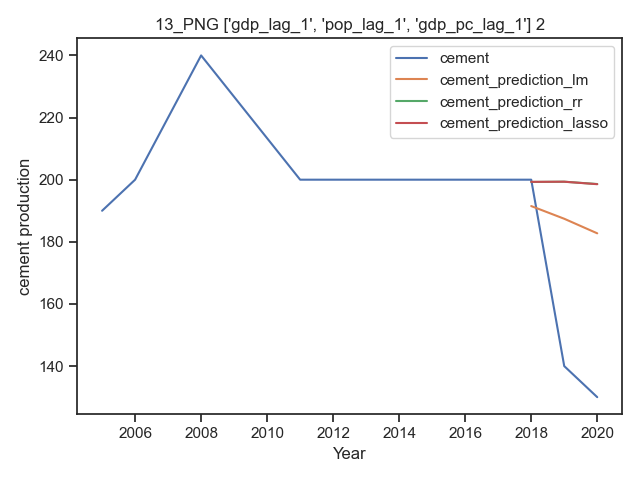 13_PNG ['gdp_lag_1', 'pop_lag_1', 'gdp_pc_lag_1'] 2
cement
cement_prediction_lm
cement_prediction_rr
cement_prediction_lasso
240
220
200
180
160
140
cement production
2006 2008 2010 2012 2014 2016 2018 2020
Year